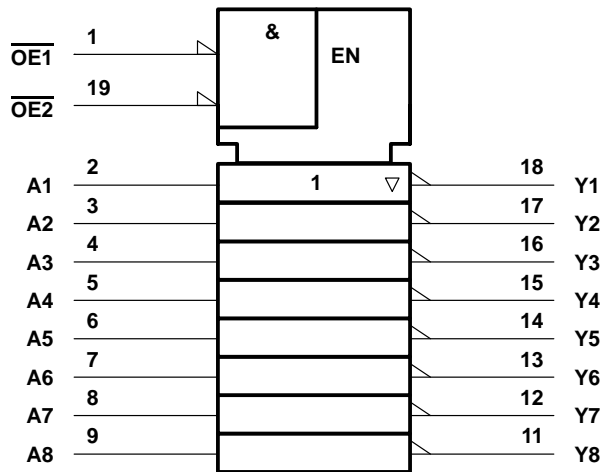 &
EN
OE1 1
OE2 19
A1 2 1 ▽ 18 Y1
A2 3 17 Y2
A3 4 16 Y3
A4 5 15 Y4
A5 6 14 Y5
A6 7 13 Y6
A7 8 12 Y7
A8 9 11 Y8